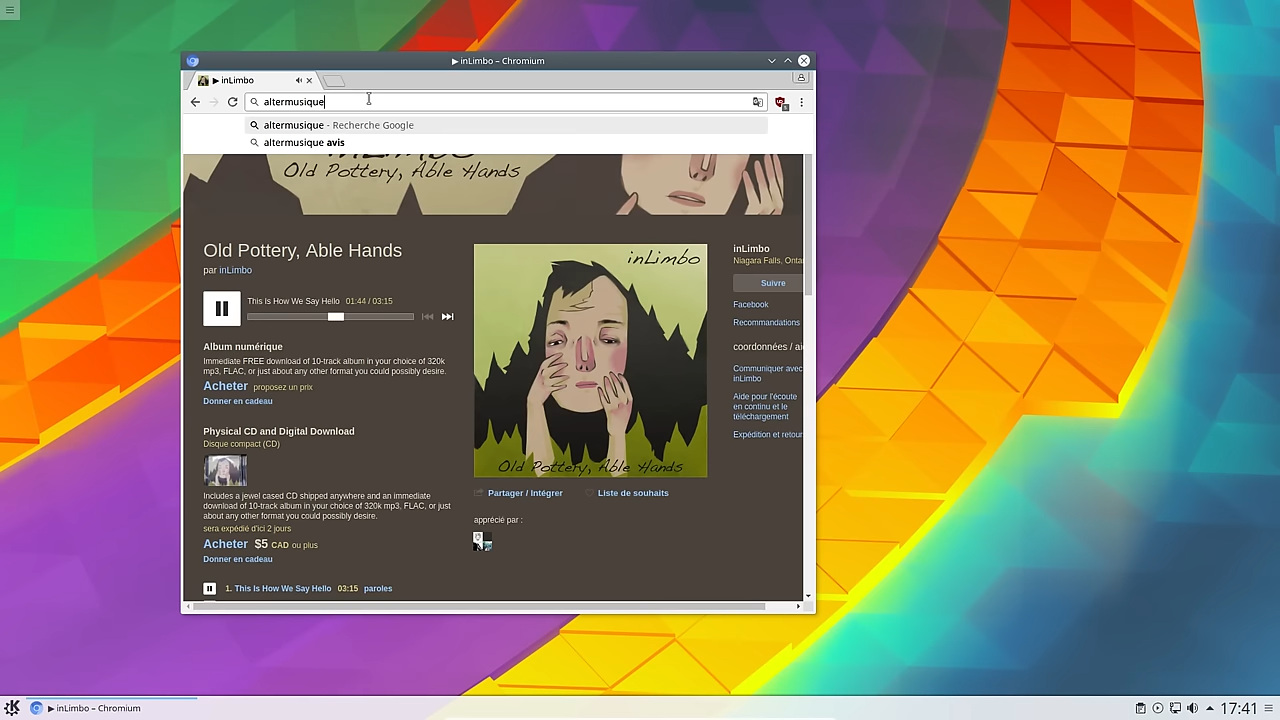 ▶ inLimbo – Chromium
▶ inLimbo
altermusique
altermusique - Recherche Google
altermusique avis
Old Pottery, Able Hands
Old Pottery, Able Hands
par inLimbo
This Is How We Say Hello 01:44 / 03:15
Album numérique
Immediate FREE download of 10-track album in your choice of 320k
mp3, FLAC, or just about any other format you could possibly desire.
Acheter proposez un prix
Donner en cadeau
Physical CD and Digital Download
Disque compact (CD)
Includes a jewel cased CD shipped anywhere and an immediate
download of 10-track album in your choice of 320k mp3, FLAC, or just
about any other format you could possibly desire.
sera expédié d'ici 2 jours
Acheter $5 CAD ou plus
Donner en cadeau
1. This Is How We Say Hello 03:15 paroles
inLimbo
Old Pottery, Able Hands
Partager / Intégrer Liste de souhaits
apprécié par :
inLimbo
Niagara Falls, Onta
Suivre
Facebook
Recommandations
coordonnées / ai
Communiquer avec
inLimbo
Aide pour l'écoute
en continu et le
téléchargement
Expédition et retour
▶ inLimbo – Chromium
17:41